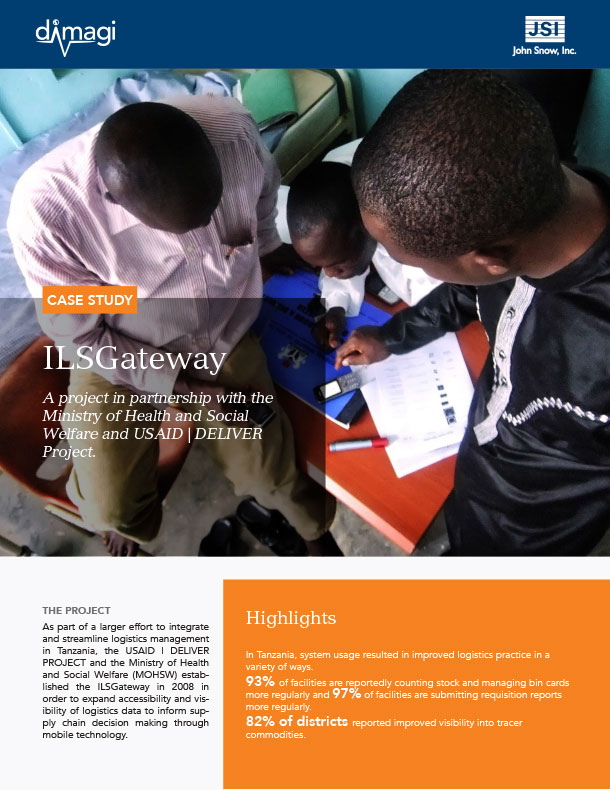 dimagi
JSI
John Snow, Inc.
CASE STUDY
ILSGateway
A project in partnership with the
Ministry of Health and Social
Welfare and USAID | DELIVER
Project.
THE PROJECT
As part of a larger effort to integrate
and streamline logistics management
in Tanzania, the USAID | DELIVER
PROJECT and the Ministry of Health
and Social Welfare (MOHSW) estab-
lished the ILSGateway in 2008 in
order to expand accessibility and vis-
ibility of logistics data to inform sup-
ply chain decision making through
mobile technology.
Highlights
In Tanzania, system usage resulted in improved logistics practice in a
variety of ways.
93% of facilities are reportedly counting stock and managing bin cards
more regularly and 97% of facilities are submitting requisition reports
more regularly.
82% of districts reported improved visibility into tracer
commodities.